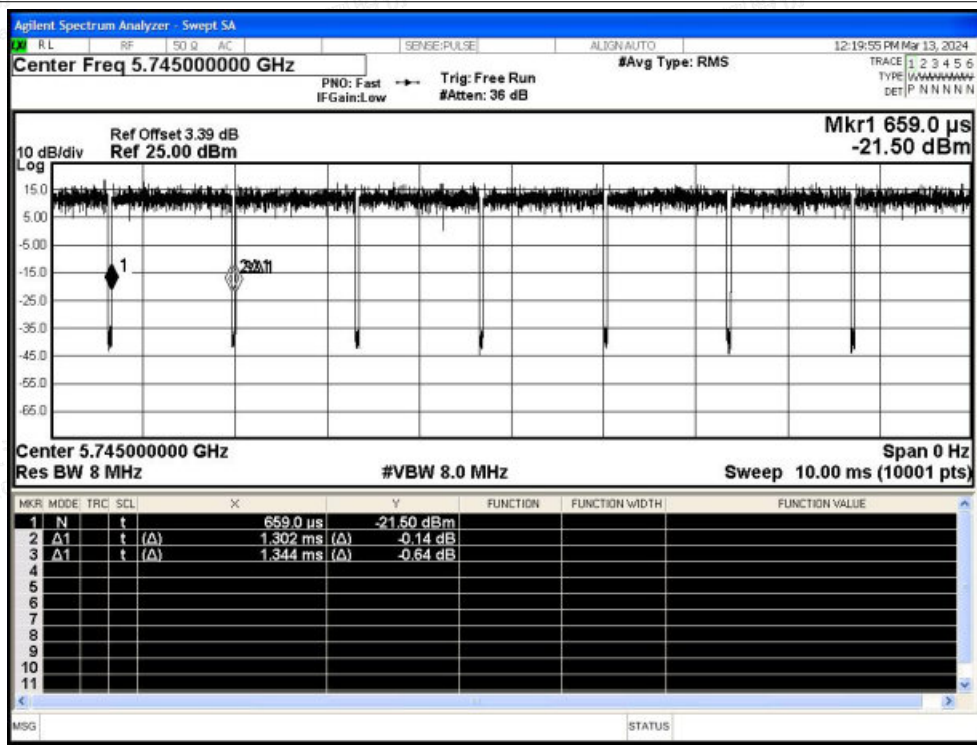 Agilent Spectrum Analyzer - Swept SA
RL RF 50 Ω AC SENSE:PULSE ALIGN AUTO 12:19:55 PM Mar 13, 2024
Center Freq 5.745000000 GHz #Avg Type: RMS TRACE 1 2 3 4 5 6
PNO: Fast Trig: Free Run TYPE
IFGain:Low #Atten: 36 dB DET P N N N N N
Mkr1 659.0 µs
-21.50 dBm
Ref Offset 3.39 dB
10 dB/div Ref 25.00 dBm
Log
15.0
5.00
-5.00
-15.0
-25.0
-35.0
-45.0
-55.0
-65.0
1
Center 5.745000000 GHz Span 0 Hz
Res BW 8 MHz #VBW 8.0 MHz Sweep 10.00 ms (10001 pts)
MKR MODE TRC SCL X Y FUNCTION FUNCTION WIDTH FUNCTION VALUE
1 N t 659.0 µs -21.50 dBm
2 Δ1 t (Δ) 1.302 ms (Δ) -0.14 dB
3 Δ1 t (Δ) 1.344 ms (Δ) -0.64 dB
4
5
6
7
8
9
10
11
MSG STATUS